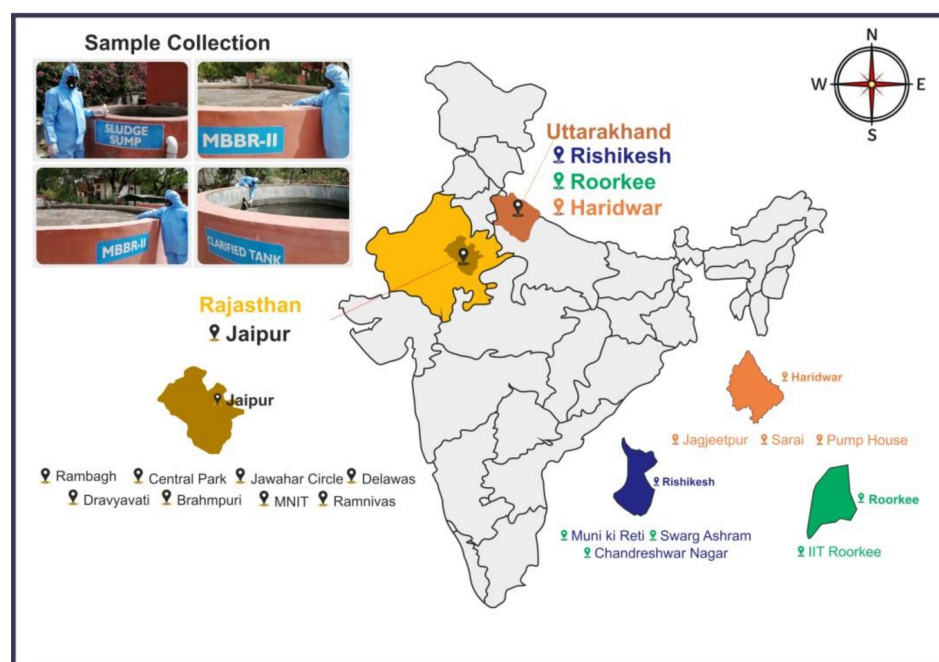 Sample Collection
SLUDGE
SUMP
MBBR-II
MBBR-II
CLARIFIED TANK
N
W
E
S
Uttarakhand
Rishikesh
Roorkee
Haridwar
Rajasthan
Jaipur
Jaipur
Rambagh Central Park Jawahar Circle Delawas
Dravyavati Brahmpuri MNIT Ramnivas
Haridwar
Jagjeetpur Sarai Pump House
Rishikesh
Muni ki Reti Swarg Ashram
Chandreshwar Nagar
Roorkee
IIT Roorkee